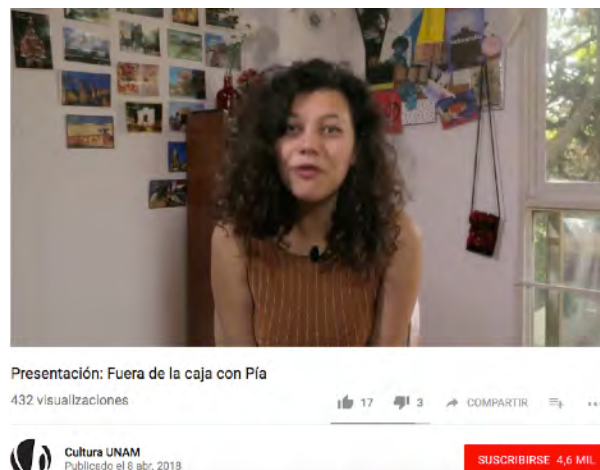 Presentación: Fuera de la caja con Pía
432 visualizaciones
17
3
COMPARTIR
Cultura UNAM
Publicado el 8 abr. 2018
SUSCRIBIRSE 4,6 MIL